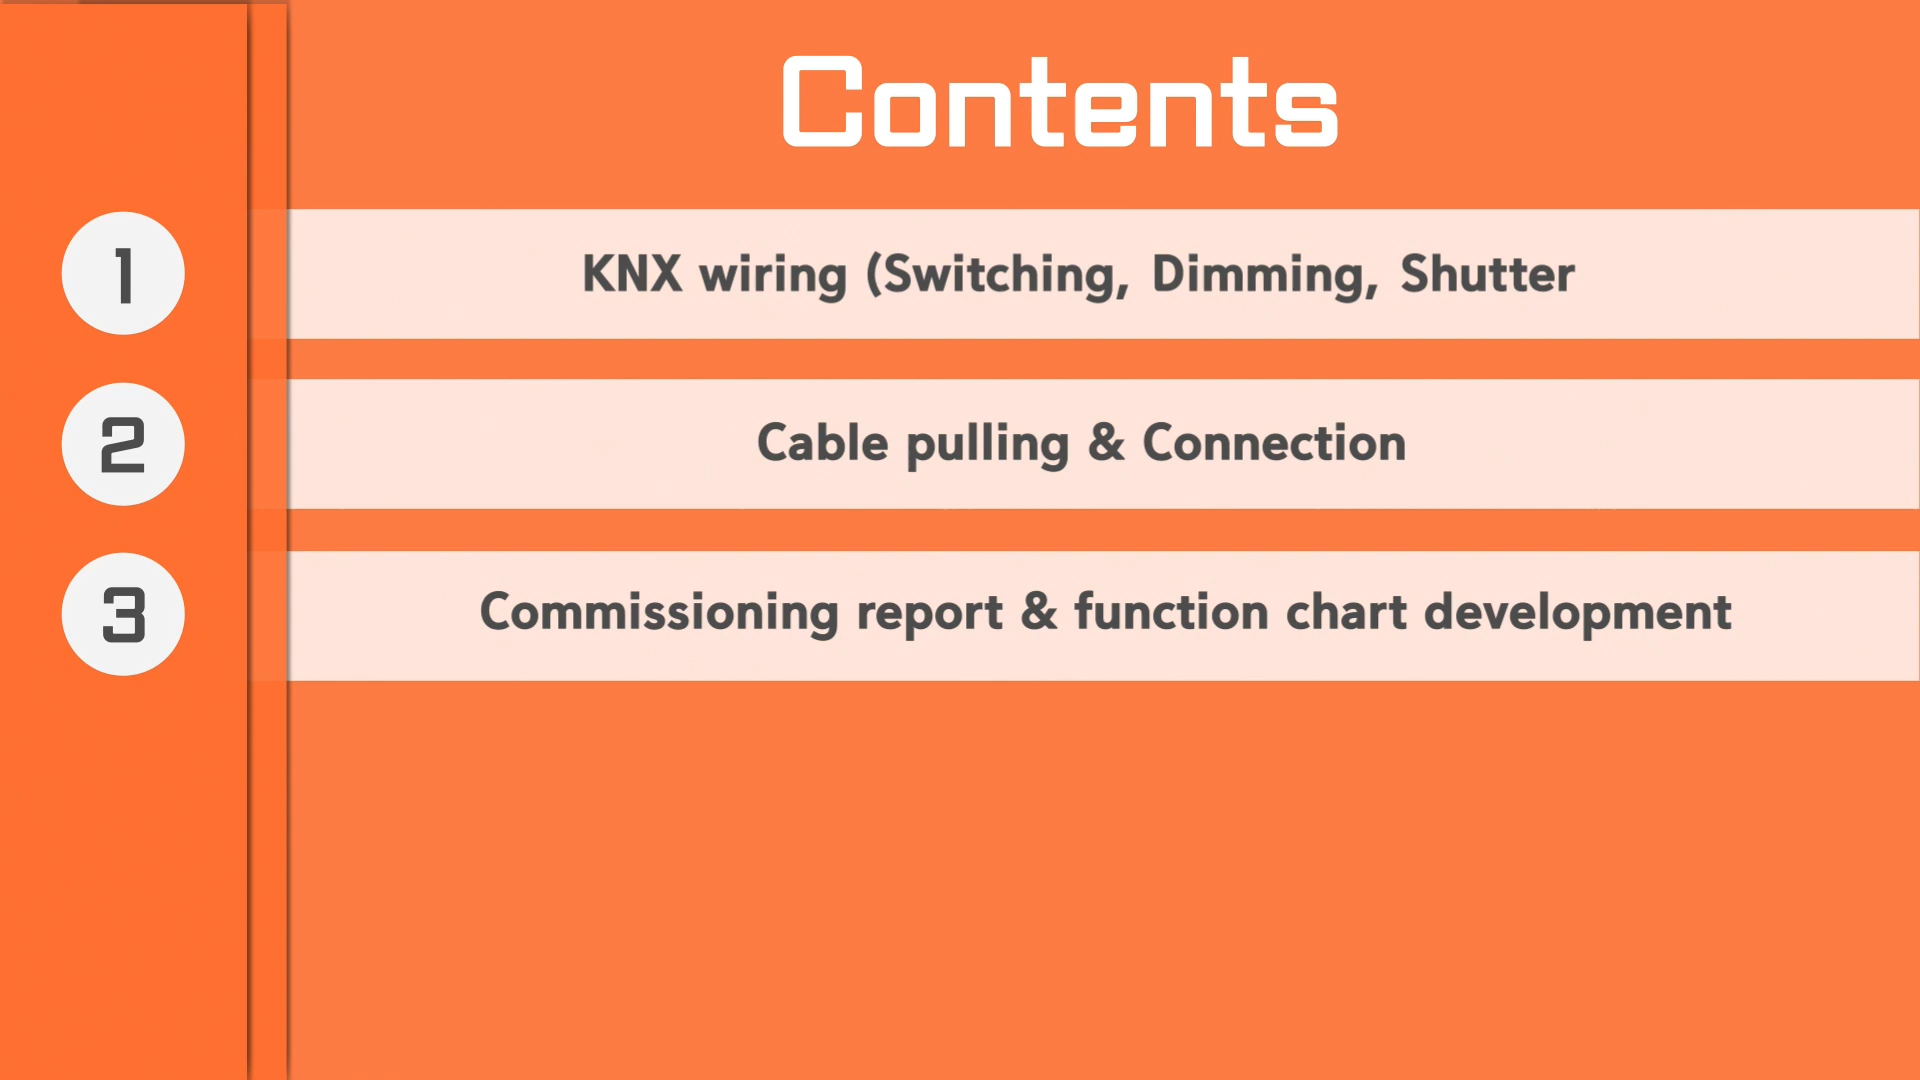 Contents
1
KNX wiring (Switching, Dimming, Shutter
2
Cable pulling & Connection
3
Commissioning report & function chart development